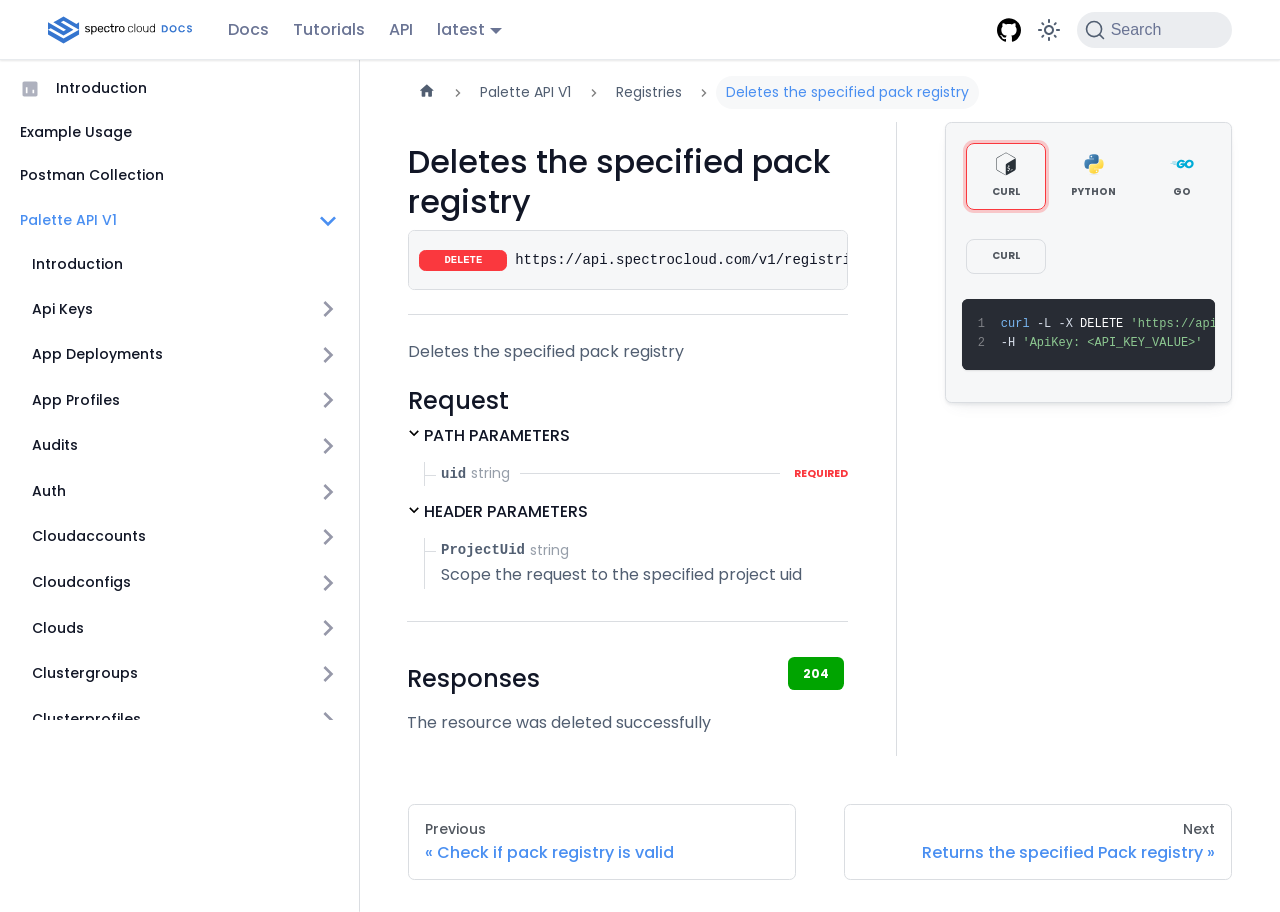 spectro cloud DOCS
Docs
Tutorials
API
latest
Search
Introduction
Example Usage
Postman Collection
Palette API V1
Introduction
Api Keys
App Deployments
App Profiles
Audits
Auth
Cloudaccounts
Cloudconfigs
Clouds
Clustergroups
Clusterprofiles
Palette API V1
Registries
Deletes the specified pack registry
Deletes the specified pack
registry
DELETE https://api.spectrocloud.com/v1/registri
Deletes the specified pack registry
Request
PATH PARAMETERS
uid string REQUIRED
HEADER PARAMETERS
ProjectUid string
Scope the request to the specified project uid
Responses
204
The resource was deleted successfully
CURL
PYTHON
GO
GO
CURL
1 curl -L -X DELETE 'https://api
2 -H 'ApiKey: <API_KEY_VALUE>'
Previous
« Check if pack registry is valid
Next
Returns the specified Pack registry »